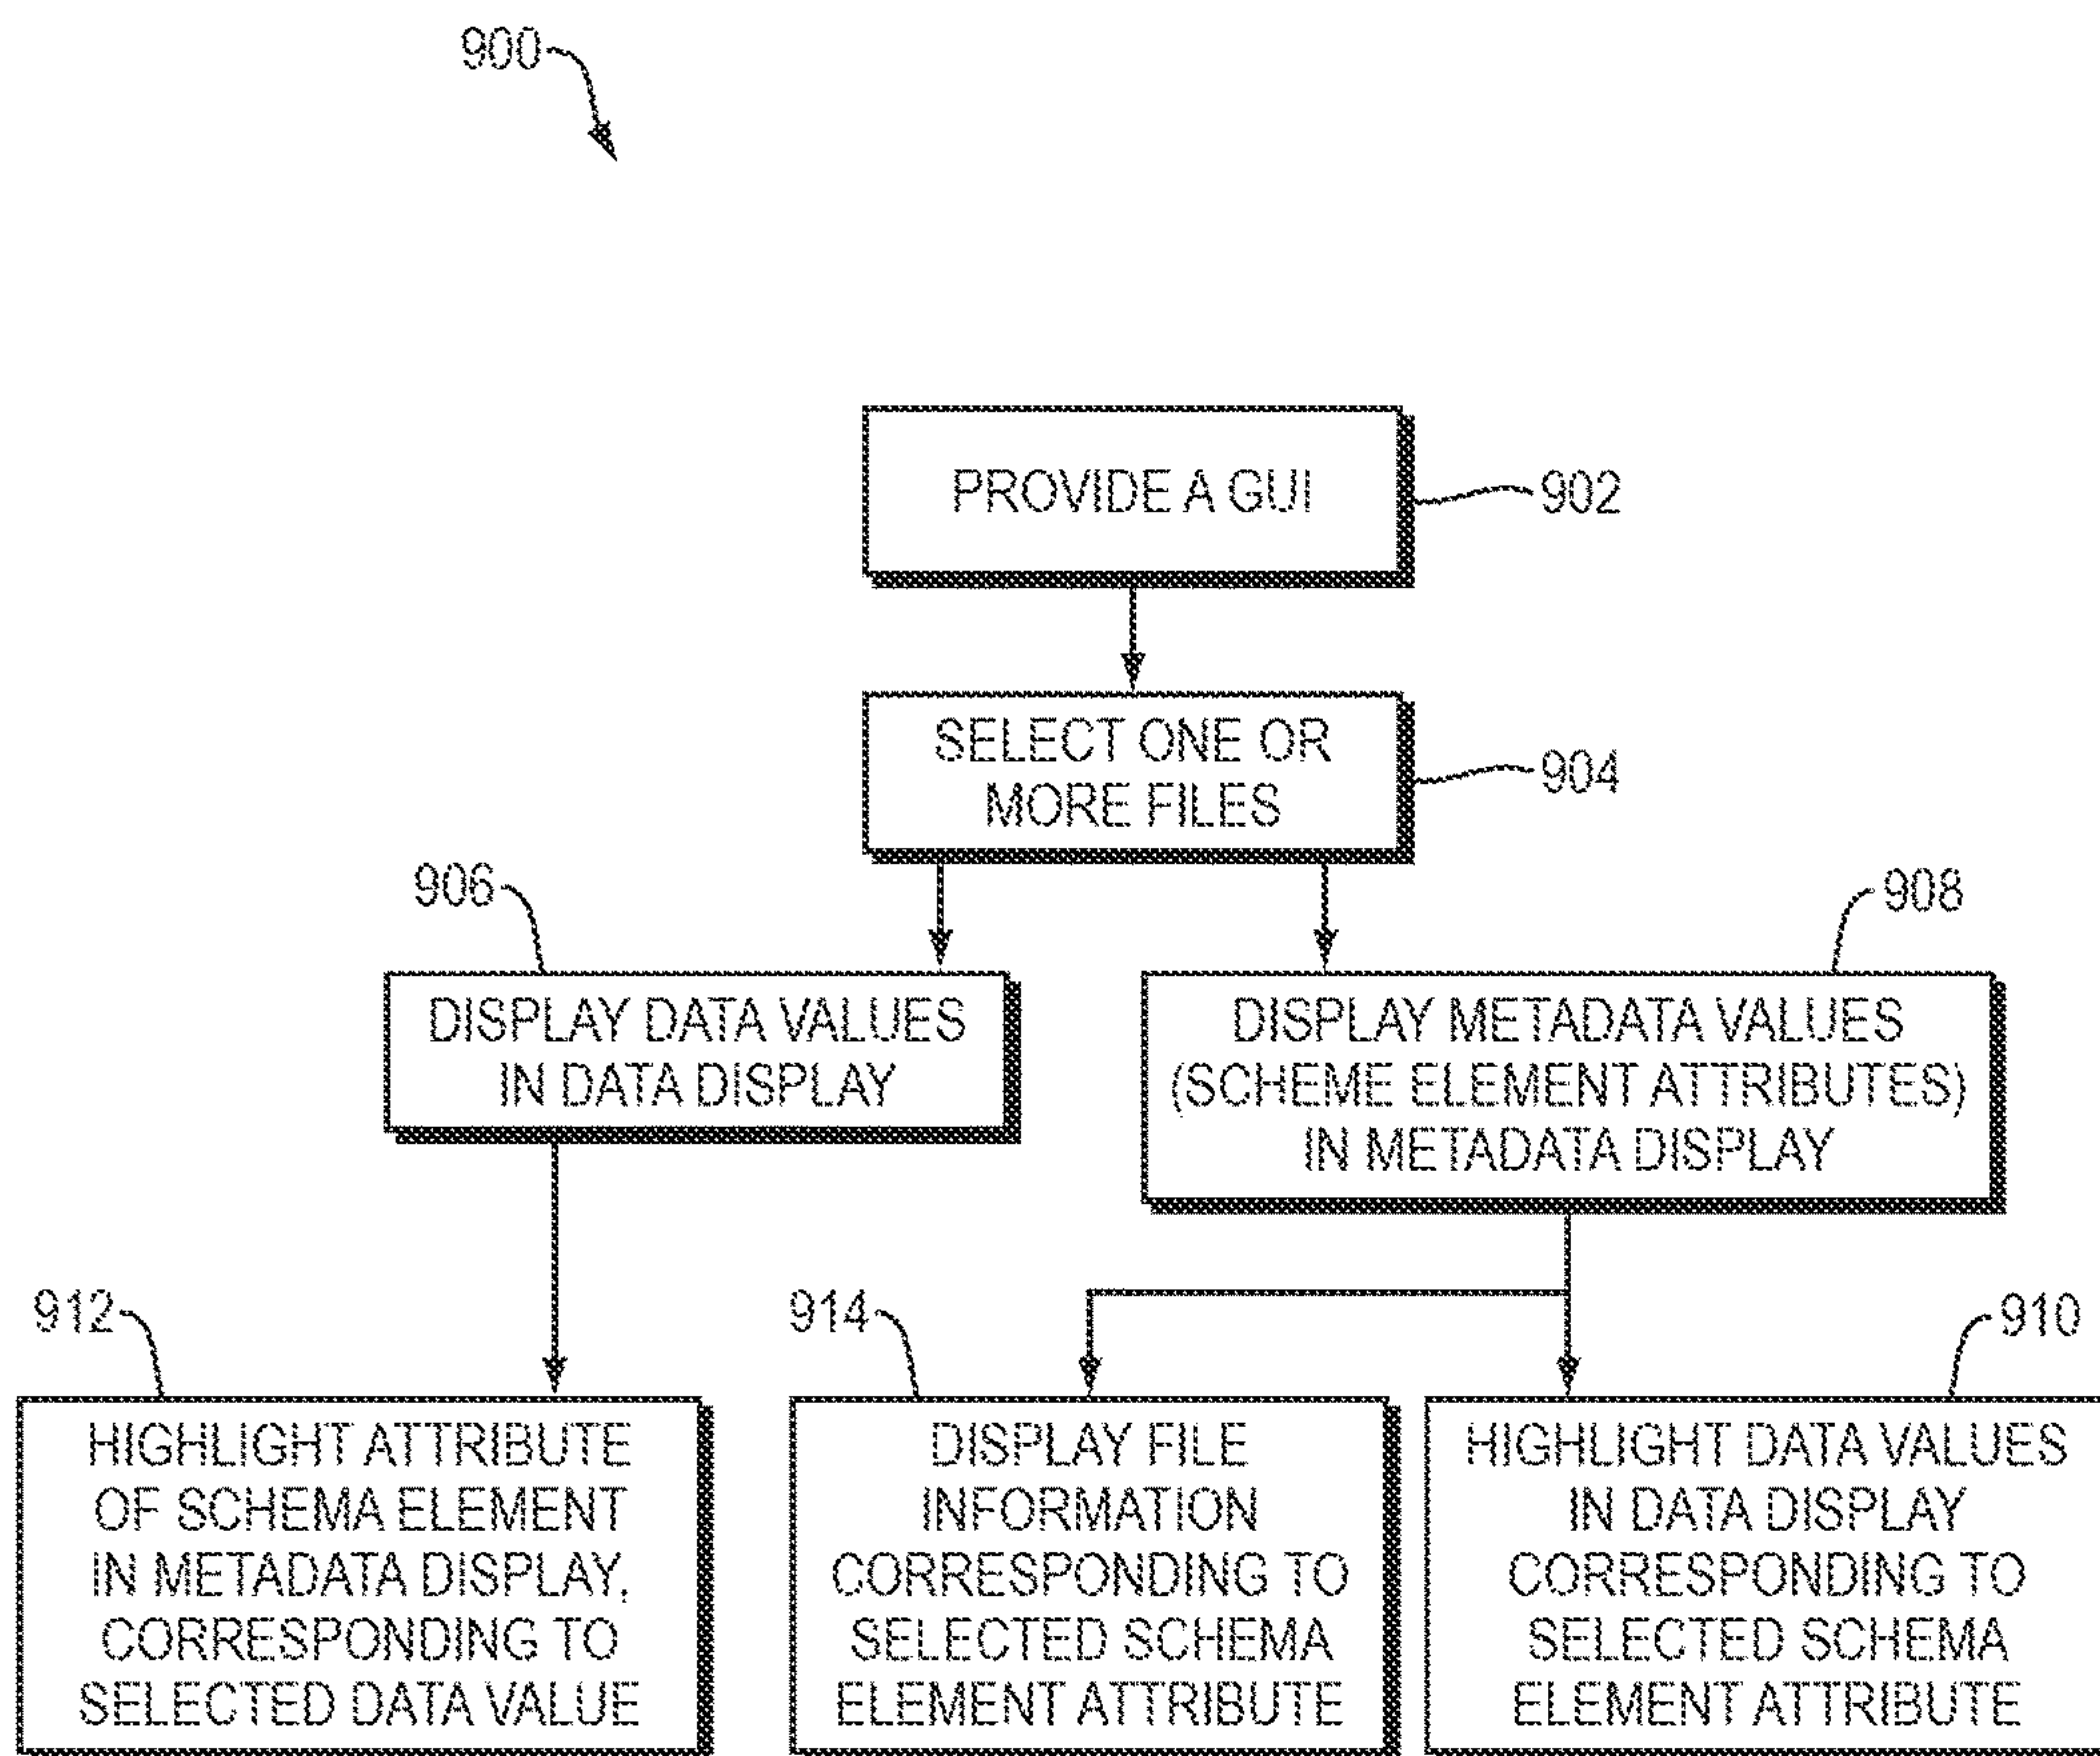 900
PROVIDE A GUI
902
SELECT ONE OR
MORE FILES
904
906
DISPLAY DATA VALUES
IN DATA DISPLAY
908
DISPLAY METADATA VALUES
(SCHEME ELEMENT ATTRIBUTES)
IN METADATA DISPLAY
912
HIGHLIGHT ATTRIBUTE
OF SCHEMA ELEMENT
IN METADATA DISPLAY,
CORRESPONDING TO
SELECTED DATA VALUE
914
DISPLAY FILE
INFORMATION
CORRESPONDING TO
SELECTED SCHEMA
ELEMENT ATTRIBUTE
910
HIGHLIGHT DATA VALUES
IN DATA DISPLAY
CORRESPONDING TO
SELECTED SCHEMA
ELEMENT ATTRIBUTE